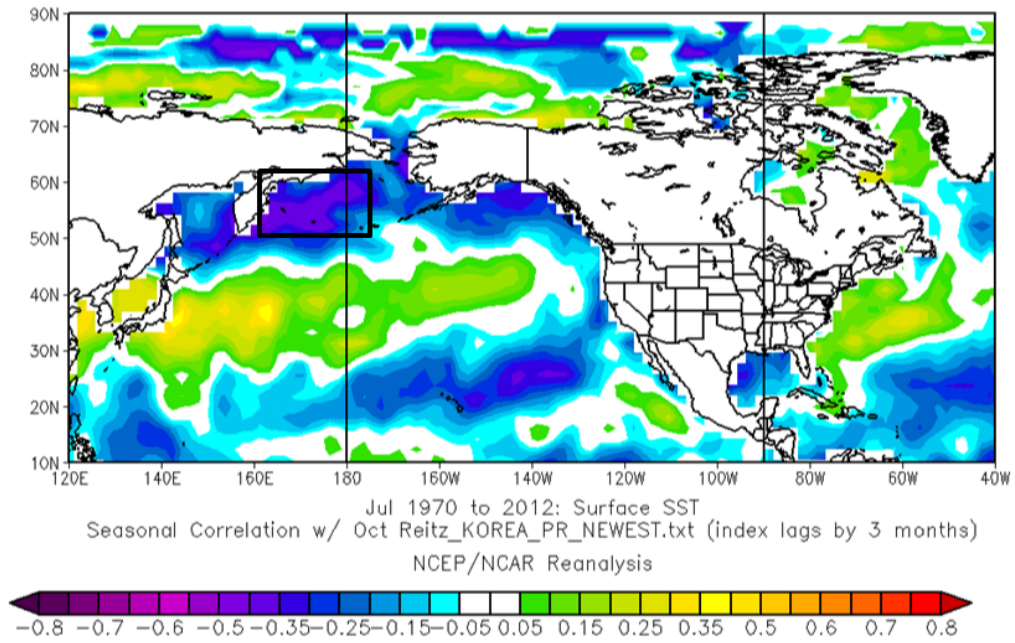 90N
80N
70N
60N
50N
40N
30N
20N
10N
120E 140E 160E 180 160W 140W 120W 100W 80W 60W 40W
Jul 1970 to 2012: Surface SST
Seasonal Correlation w/ Oct Reitz_KOREA_PR_NEWEST.txt (index lags by 3 months)
NCEP/NCAR Reanalysis
-0.8 -0.7 -0.6 -0.5 -0.35 -0.25 -0.15 -0.05 0.05 0.15 0.25 0.35 0.5 0.6 0.7 0.8